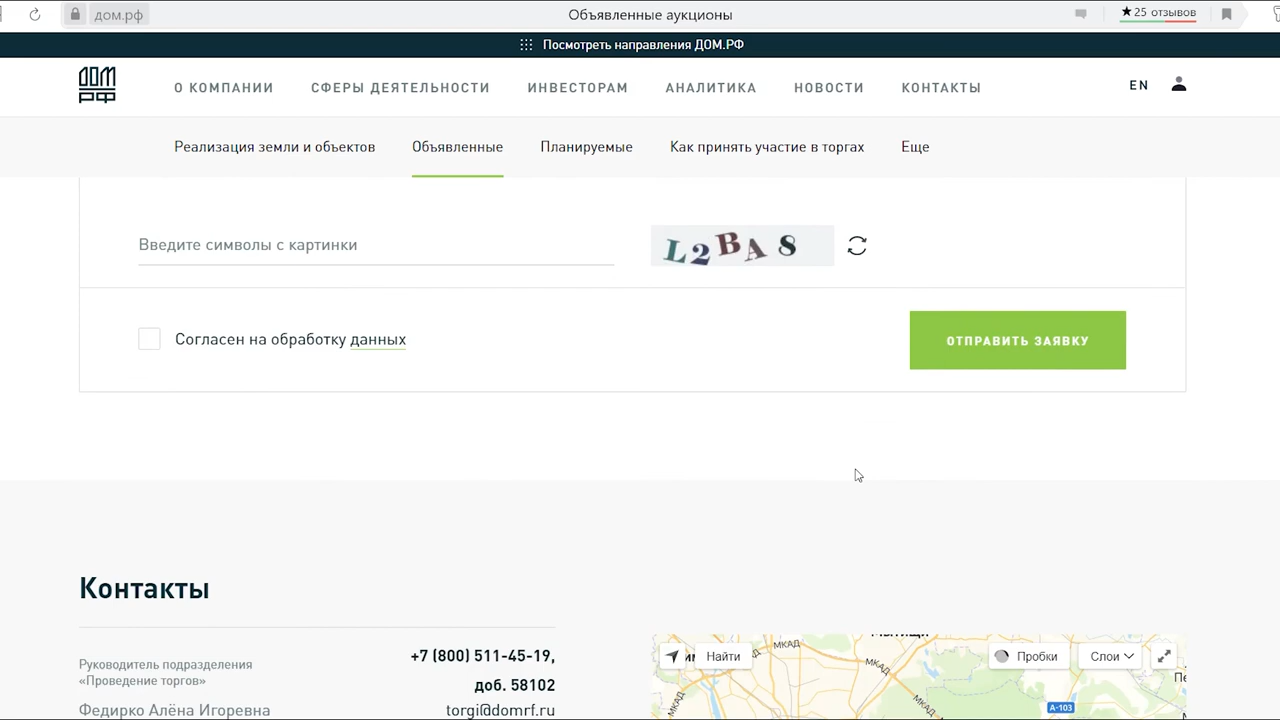 дом.рф
Объявленные аукционы
★25 отзывов
Посмотреть направления ДОМ.РФ
ДОМ
РФ
О КОМПАНИИ
СФЕРЫ ДЕЯТЕЛЬНОСТИ
ИНВЕСТОРАМ
АНАЛИТИКА
НОВОСТИ
КОНТАКТЫ
EN
Реализация земли и объектов
Объявленные
Планируемые
Как принять участие в торгах
Еще
Введите символы с картинки
L2BA8
Согласен на обработку данных
ОТПРАВИТЬ ЗАЯВКУ
Контакты
Руководитель подразделения
«Проведение торгов»
Федирко Алёна Игоревна
+7 (800) 511-45-19,
доб. 58102
torgi@domrf.ru
Найти
МКАД
Пробки
Слои
МКАД
МКАД
А-103